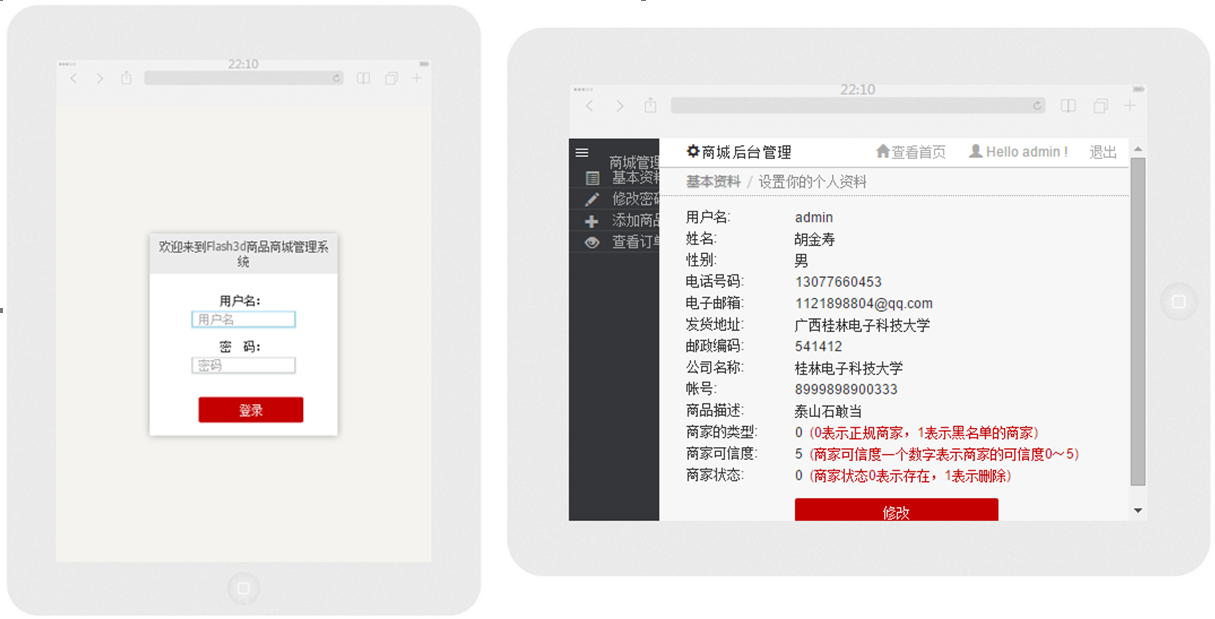 22:10
欢迎来到Flash3d商品商城管理系
统
用户名:
用户名
密 码:
密码
登录
22:10
商城管理
基本资料
修改密码
添加商品
查看订单
商城后台管理 查看首页 Hello admin ! 退出
基本资料 / 设置你的个人资料
用户名: admin
姓名: 胡金寿
性别: 男
电话号码: 13077660453
电子邮箱: 1121898804@qq.com
发货地址: 广西桂林电子科技大学
邮政编码: 541412
公司名称: 桂林电子科技大学
帐号: 8999898900333
商品描述: 泰山石敢当
商家的类型: 0 (0表示正规商家，1表示黑名单的商家)
商家可信度: 5 (商家可信度一个数字表示商家的可信度0～5)
商家状态: 0 (商家状态0表示存在，1表示删除)
修改